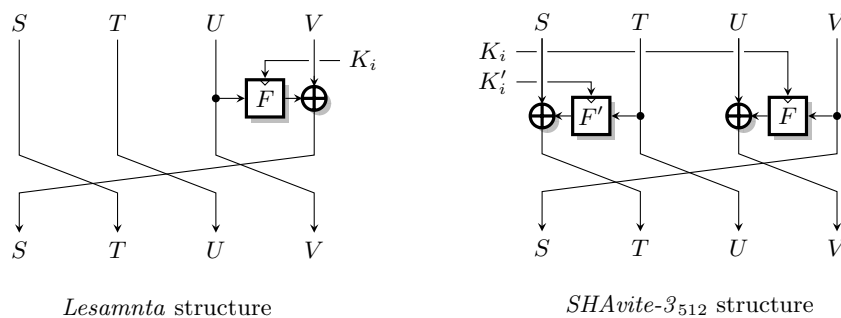 S T U V S T U V
K_i
K_i
K'_i
F F' F
S T U V S T U V
Lesamnta structure SHAvite-3_512 structure